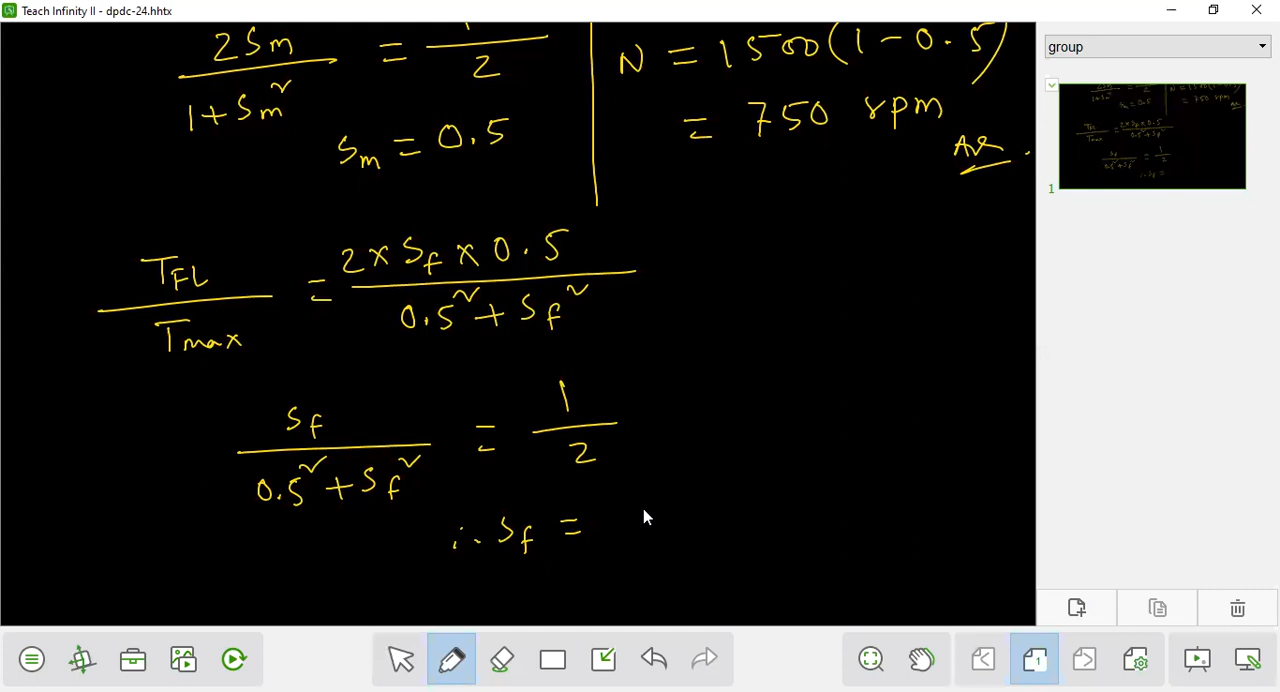 Teach Infinity II - dpdc-24.hhtx
2Sm / 1+Sm² = 1/2
Sm = 0.5
N = 1500(1-0.5)
= 750 rpm
Ans.
TFL / Tmax = 2×Sf×0.5 / 0.5²+Sf²
Sf / 0.5²+Sf² = 1/2
∴ Sf =
group
1
1